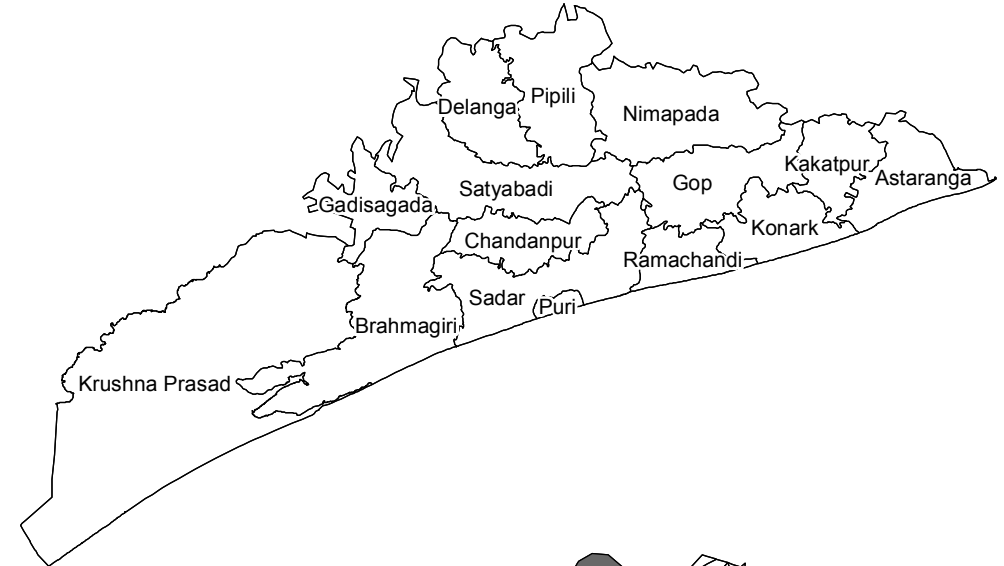 Pipili
Delanga
Nimapada
Kakatpur
Astaranga
Gop
Satyabadi
Gadisagada
Konark
Chandanpur
Ramachandi
Sadar
Puri
Brahmagiri
Krushna Prasad